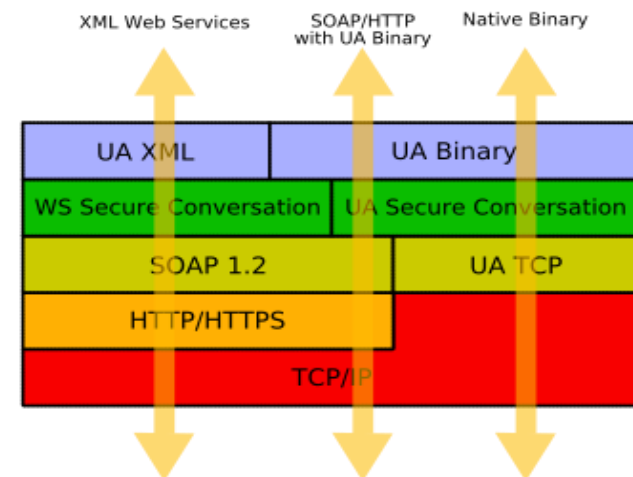 XML Web Services
SOAP/HTTP
with UA Binary
Native Binary
UA XML
UA Binary
WS Secure Conversation
UA Secure Conversation
SOAP 1.2
UA TCP
HTTP/HTTPS
TCP/IP